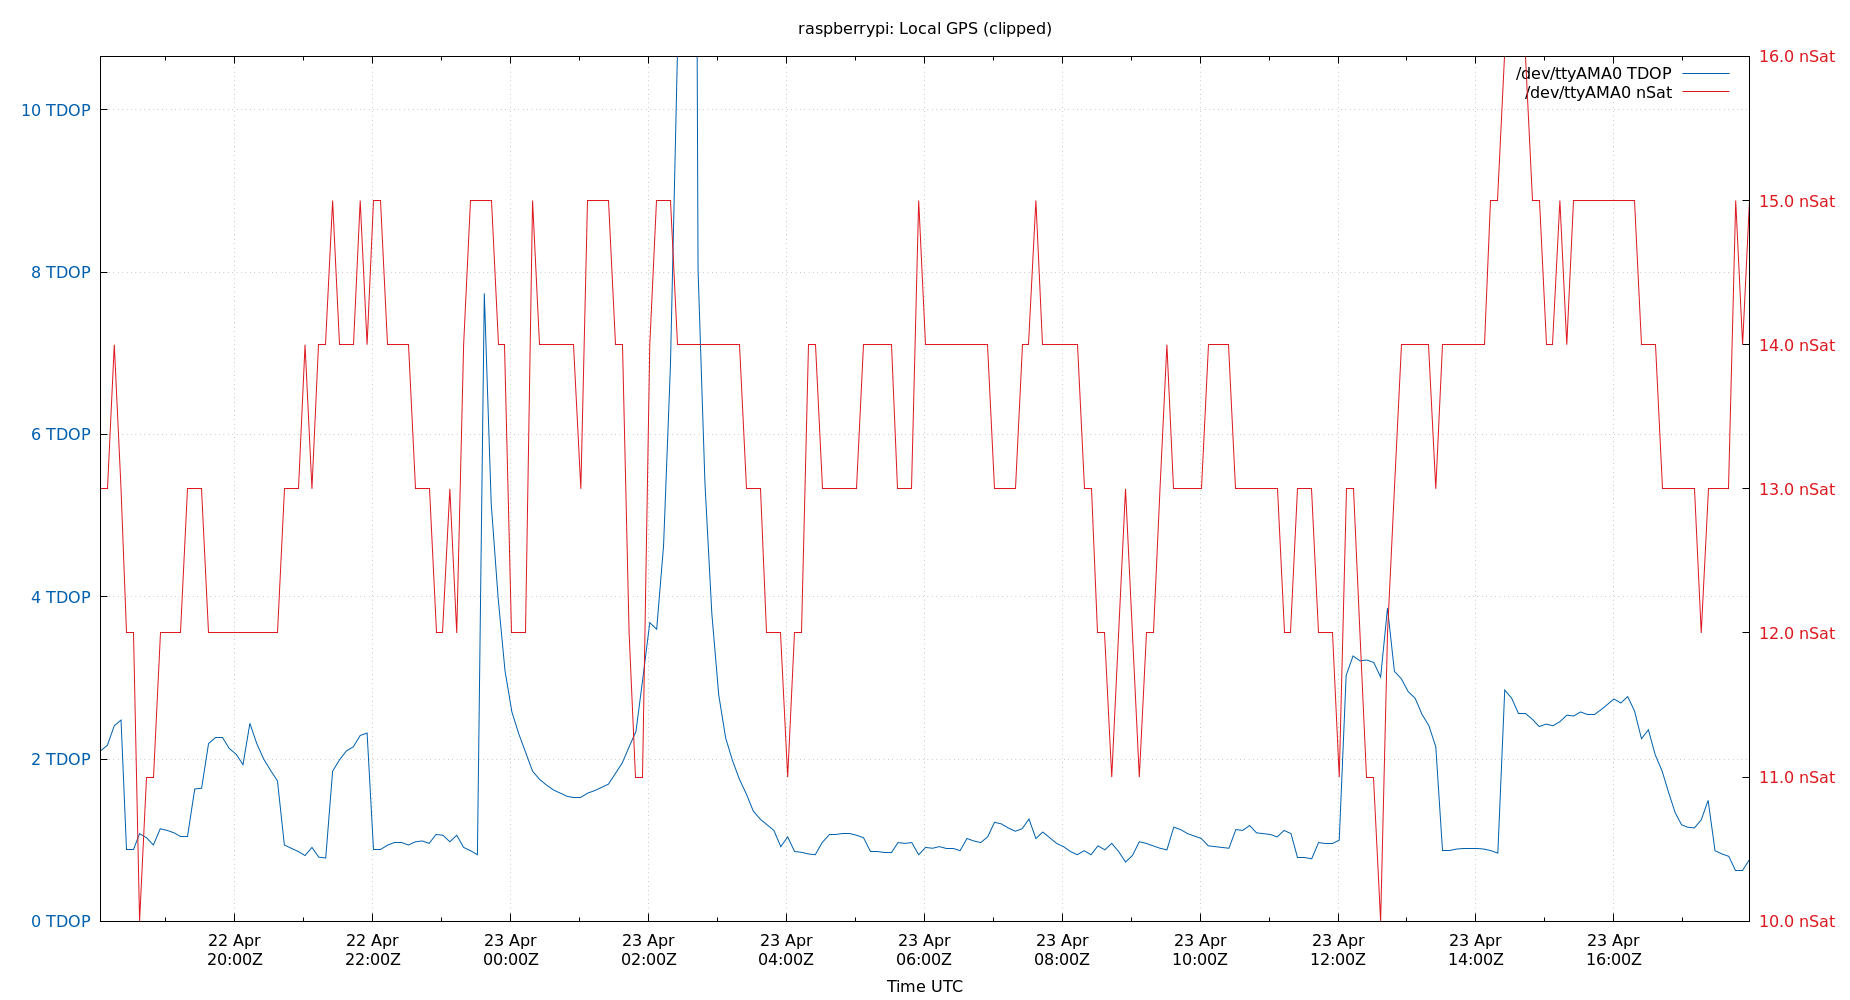 raspberrypi: Local GPS (clipped)
/dev/ttyAMA0 TDOP
/dev/ttyAMA0 nSat
10 TDOP
8 TDOP
6 TDOP
4 TDOP
2 TDOP
0 TDOP
16.0 nSat
15.0 nSat
14.0 nSat
13.0 nSat
12.0 nSat
11.0 nSat
10.0 nSat
22 Apr
20:00Z
22 Apr
22:00Z
23 Apr
00:00Z
23 Apr
02:00Z
23 Apr
04:00Z
23 Apr
06:00Z
23 Apr
08:00Z
23 Apr
10:00Z
23 Apr
12:00Z
23 Apr
14:00Z
23 Apr
16:00Z
Time UTC